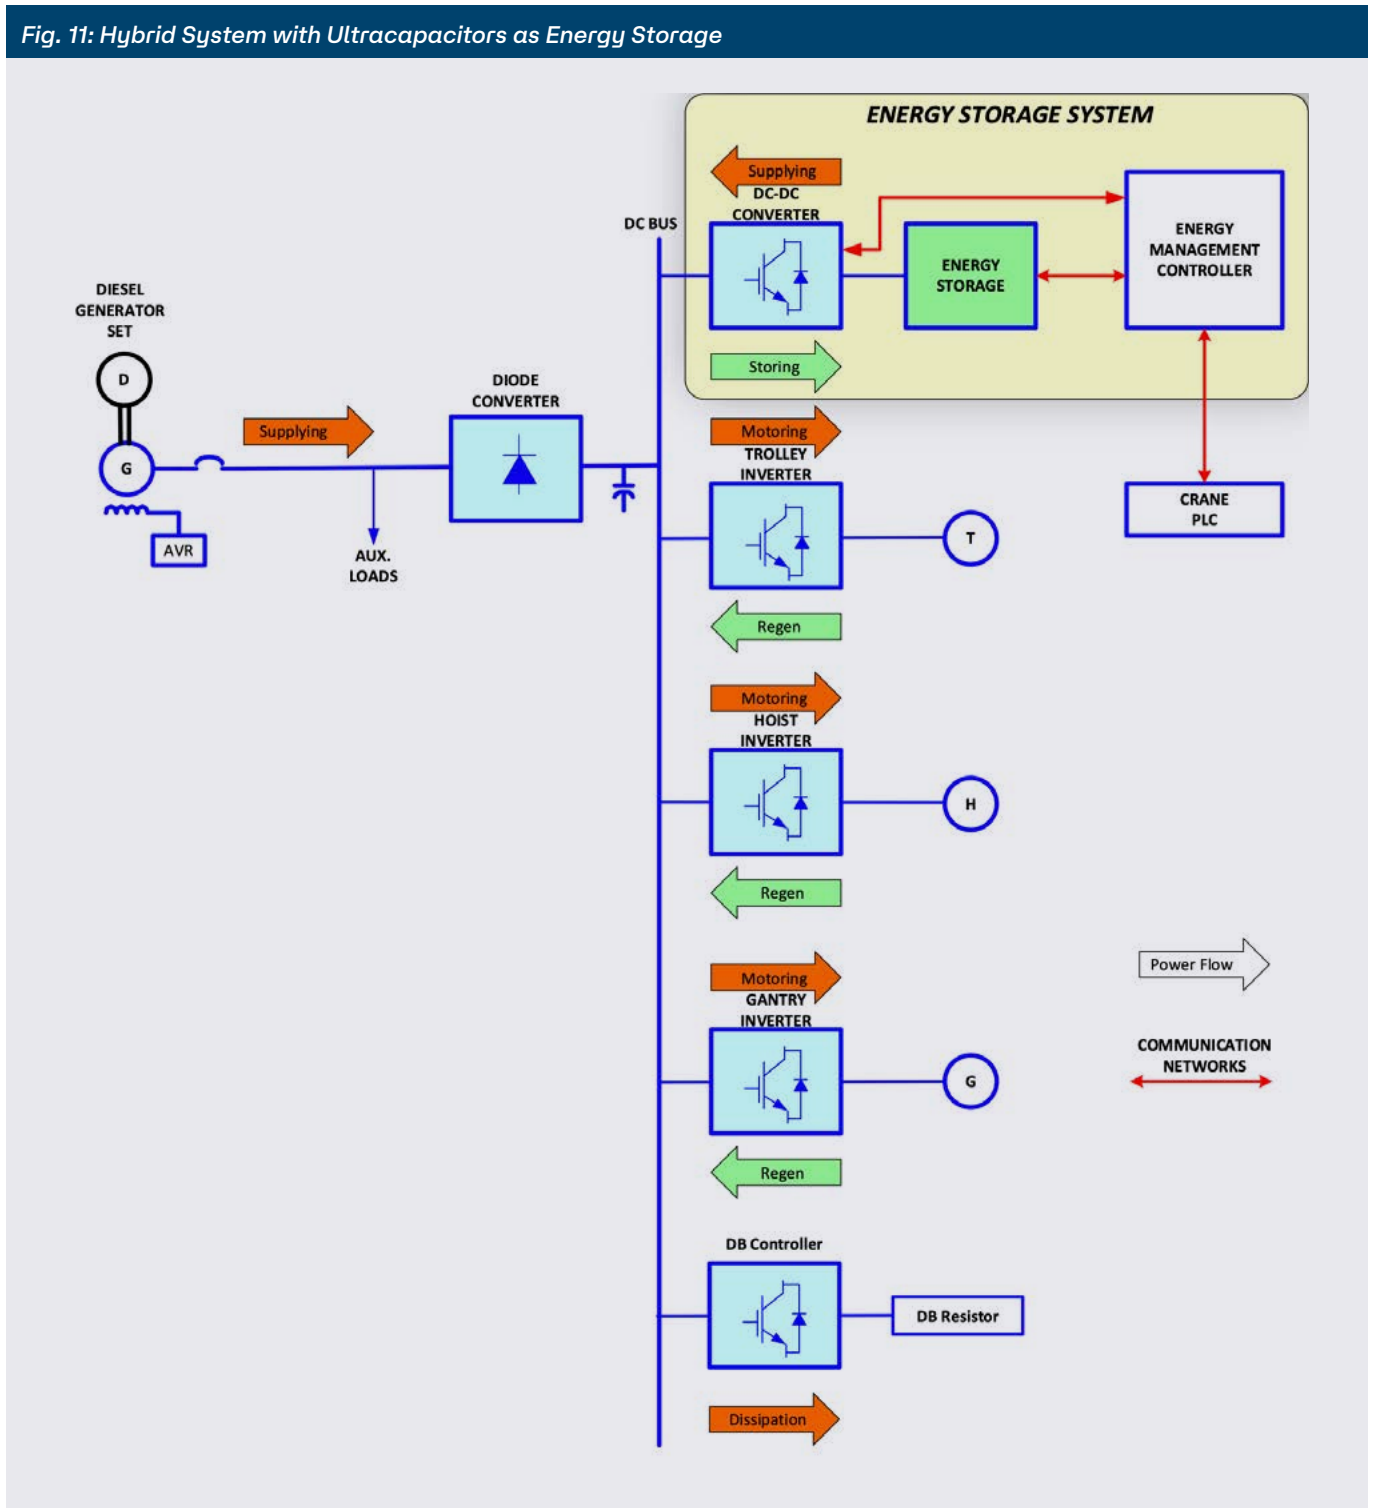 Fig. 11: Hybrid System with Ultracapacitors as Energy Storage
ENERGY STORAGE SYSTEM
Supplying
DC-DC
CONVERTER
DC BUS
ENERGY
STORAGE
ENERGY
MANAGEMENT
CONTROLLER
Storing
DIESEL
GENERATOR
SET
D
G
AVR
Supplying
AUX.
LOADS
DIODE
CONVERTER
Motoring
TROLLEY
INVERTER
T
Regen
CRANE
PLC
Motoring
HOIST
INVERTER
H
Regen
Motoring
GANTRY
INVERTER
G
Regen
Power Flow
COMMUNICATION
NETWORKS
DB Controller
DB Resistor
Dissipation